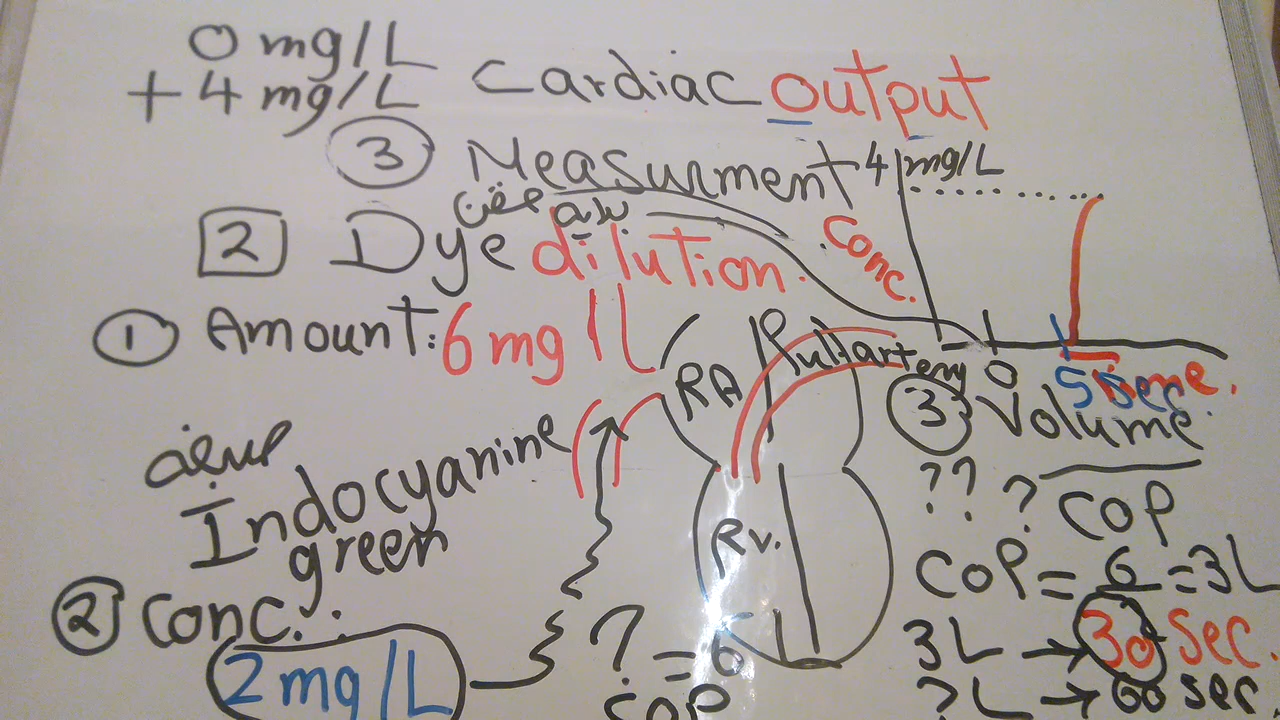 0 mg/L
+ 4 mg/L
Cardiac output
3 Measurment
+ 4 mg/L
2 Dye dilution.
Conc.
1 Amount: 6 mg/L
RA
Pul. artery
0
5 sec
Time.
3 Volume
Indocyanine
green
? ? ?
COP
RV.
COP = 6 = 3L
2 Conc. :
2 mg/L
? = 6
COP
3L → 30 sec.
? L → 60 sec.